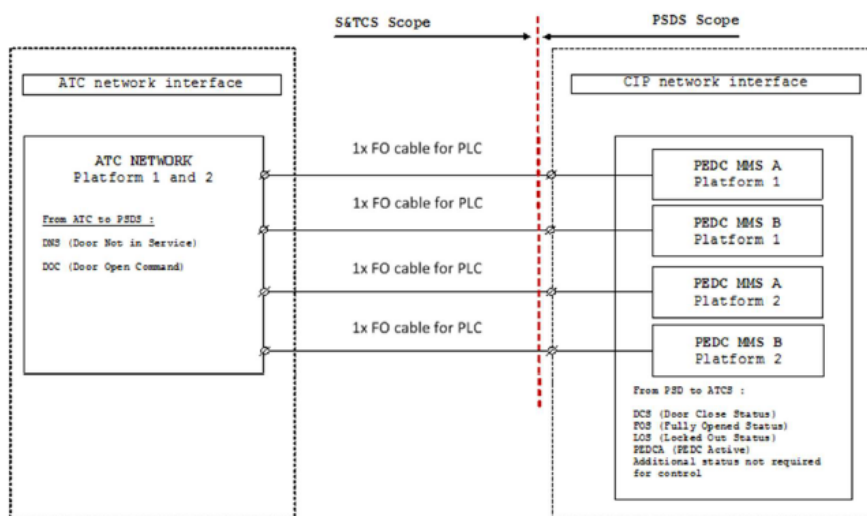 S&TCS Scope
PSDS Scope
ATC network interface
CIP network interface
ATC NETWORK
Platform 1 and 2
From ATC to PSDS :
DNS (Door Not in Service)
DOC (Door Open Command)
1x FO cable for PLC
1x FO cable for PLC
1x FO cable for PLC
1x FO cable for PLC
PEDC MMS A
Platform 1
PEDC MMS B
Platform 1
PEDC MMS A
Platform 2
PEDC MMS B
Platform 2
From PSD to ATCS :
DCS (Door Close Status)
FOS (Fully Opened Status)
LOS (Locked Out Status)
PEDCA (PEDC Active)
Additional status not required
for control